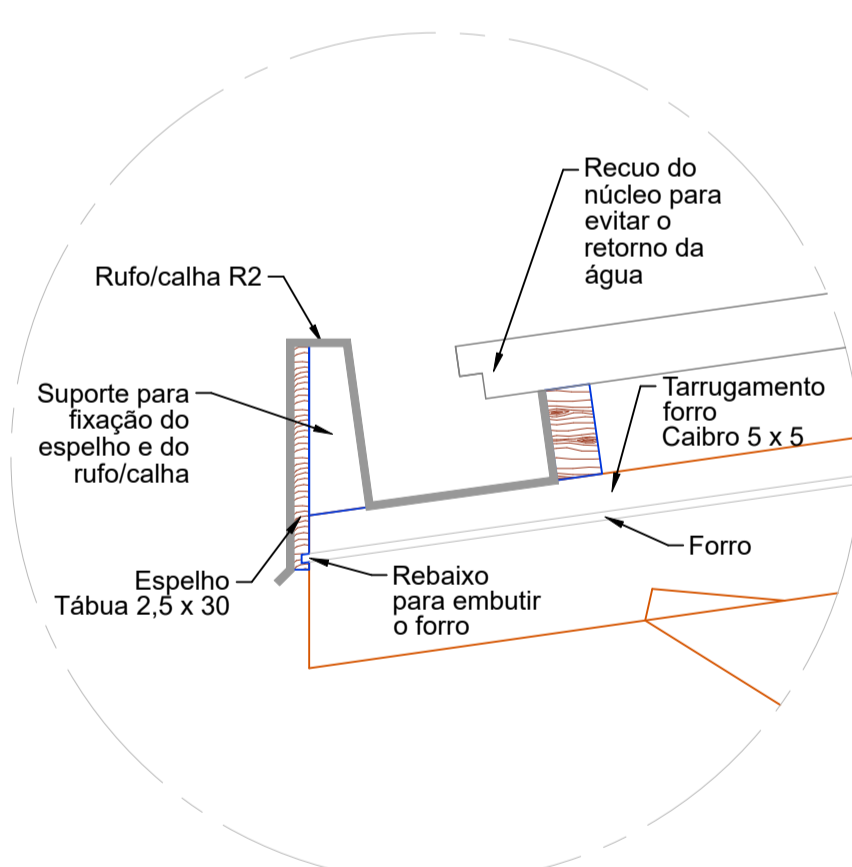 Recuo do
núcleo para
evitar o
retorno da
água
Rufo/calha R2
Suporte para
fixação do
espelho e do
rufo/calha
Tarrugamento
forro
Caibro 5 x 5
Forro
Espelho
Tábua 2,5 x 30
Rebaixo
para embutir
o forro